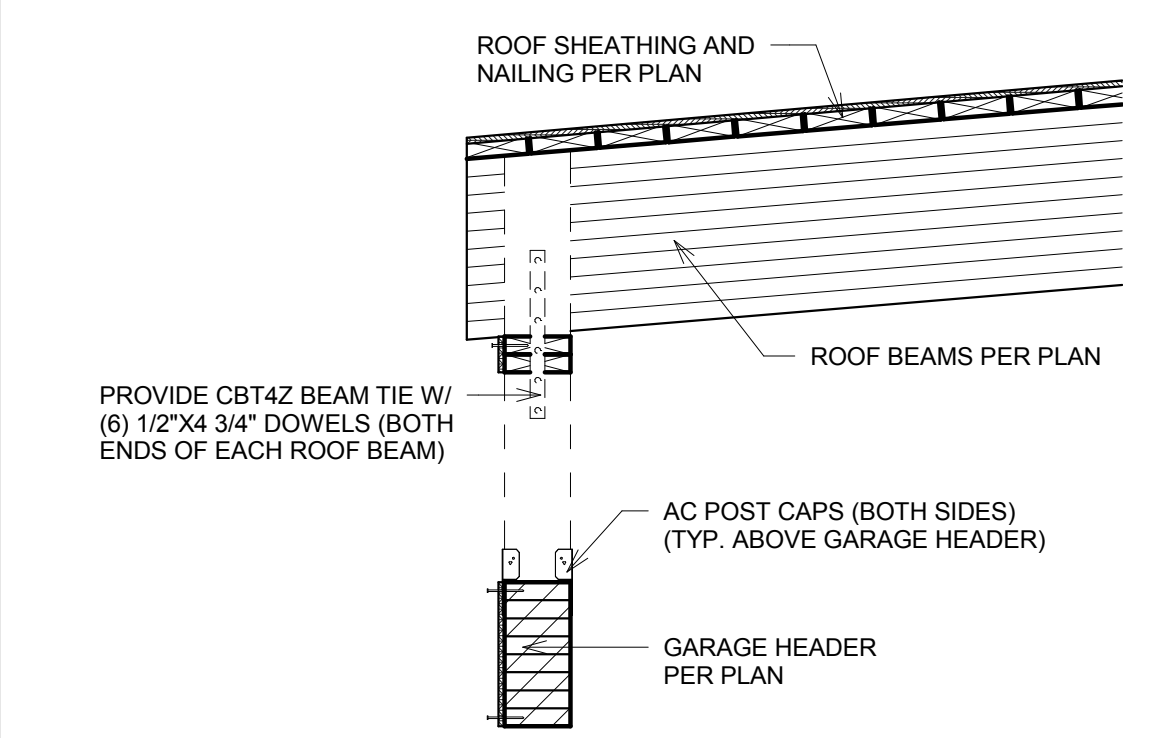 ROOF SHEATHING AND
NAILING PER PLAN
ROOF BEAMS PER PLAN
PROVIDE CBT4Z BEAM TIE W/
(6) 1/2"X4 3/4" DOWELS (BOTH
ENDS OF EACH ROOF BEAM)
AC POST CAPS (BOTH SIDES)
(TYP. ABOVE GARAGE HEADER)
GARAGE HEADER
PER PLAN